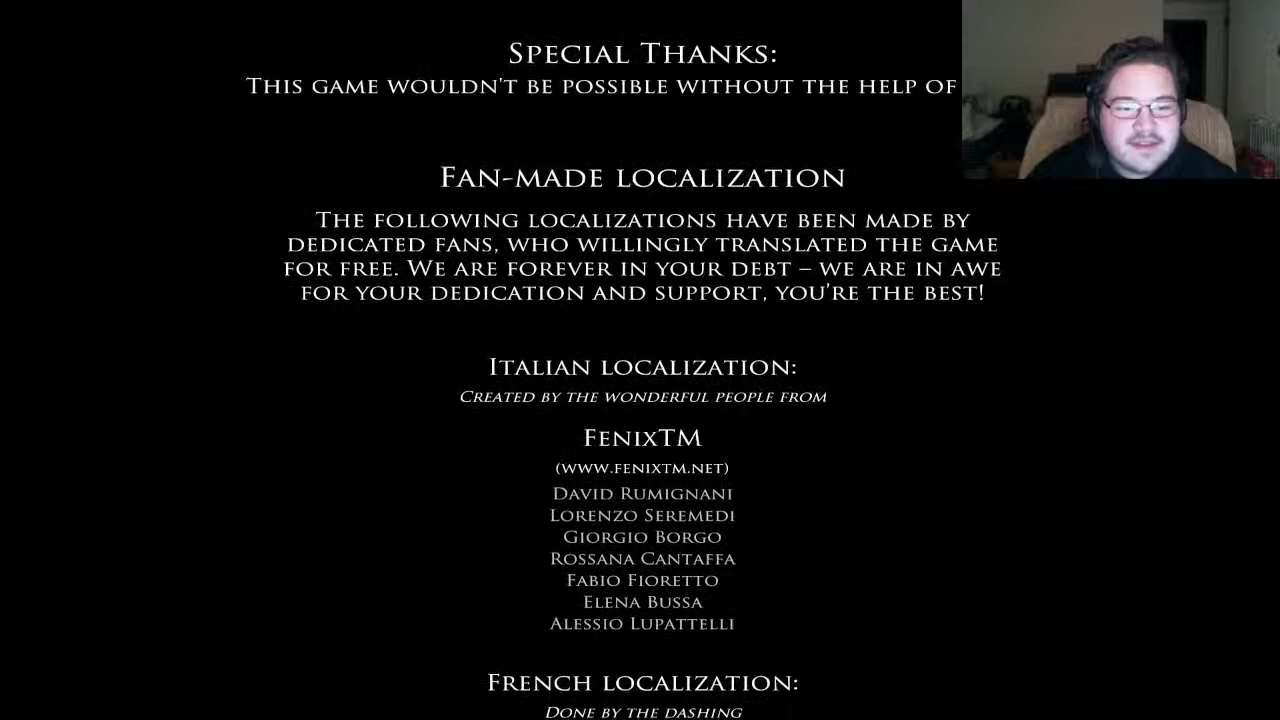 Special Thanks:
This game wouldn't be possible without the help of
Fan-made localization
The following localizations have been made by
dedicated fans, who willingly translated the game
for free. We are forever in your debt – we are in awe
for your dedication and support, you're the best!
Italian localization:
Created by the wonderful people from
FenixTM
(www.fenixtm.net)
David Rumignani
Lorenzo Seremedi
Giorgio Borgo
Rossana Cantaffa
Fabio Fioretto
Elena Bussa
Alessio Lupattelli
French localization:
Done by the dashing